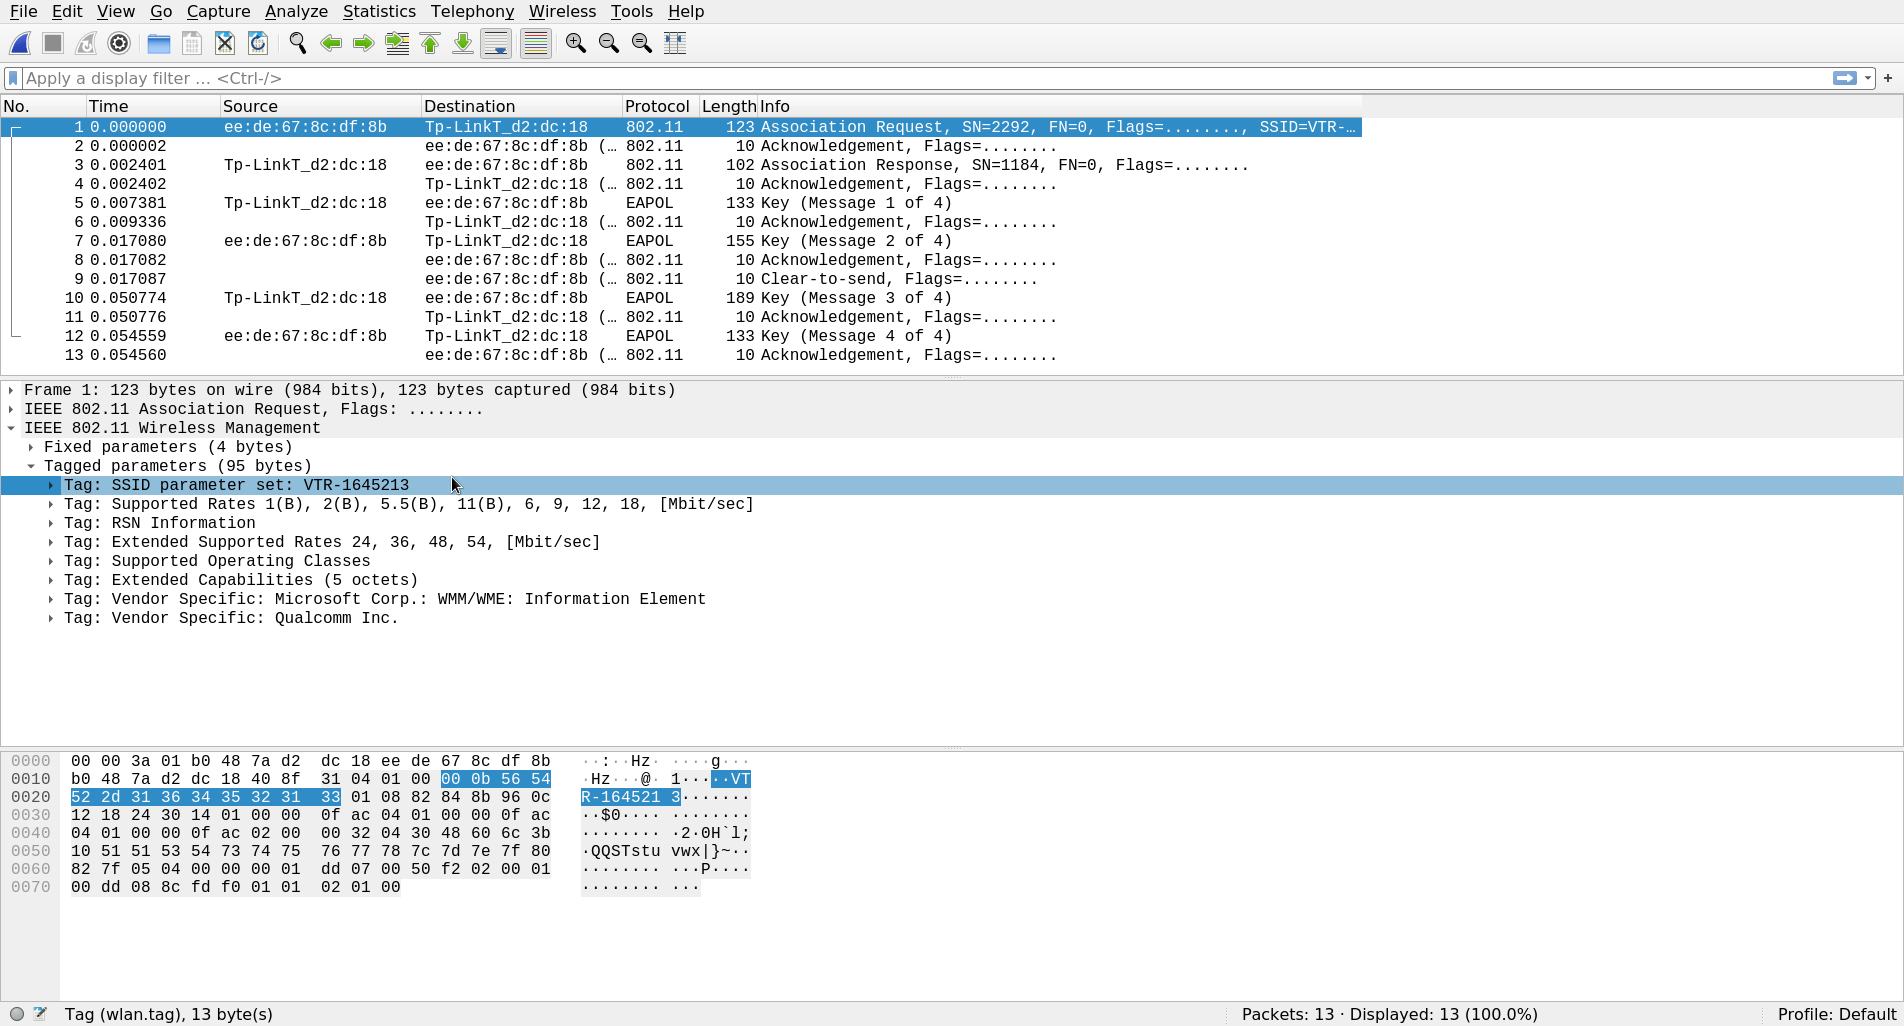 File Edit View Go Capture Analyze Statistics Telephony Wireless Tools Help
Apply a display filter … <Ctrl-/>
+
No. Time Source Destination Protocol Length Info
1 0.000000 ee:de:67:8c:df:8b Tp-LinkT_d2:dc:18 802.11 123 Association Request, SN=2292, FN=0, Flags=........, SSID=VTR-…
2 0.000002 ee:de:67:8c:df:8b (… 802.11 10 Acknowledgement, Flags=........
3 0.002401 Tp-LinkT_d2:dc:18 ee:de:67:8c:df:8b 802.11 102 Association Response, SN=1184, FN=0, Flags=........
4 0.002402 Tp-LinkT_d2:dc:18 (… 802.11 10 Acknowledgement, Flags=........
5 0.007381 Tp-LinkT_d2:dc:18 ee:de:67:8c:df:8b EAPOL 133 Key (Message 1 of 4)
6 0.009336 Tp-LinkT_d2:dc:18 (… 802.11 10 Acknowledgement, Flags=........
7 0.017080 ee:de:67:8c:df:8b Tp-LinkT_d2:dc:18 EAPOL 155 Key (Message 2 of 4)
8 0.017082 ee:de:67:8c:df:8b (… 802.11 10 Acknowledgement, Flags=........
9 0.017087 ee:de:67:8c:df:8b (… 802.11 10 Clear-to-send, Flags=........
10 0.050774 Tp-LinkT_d2:dc:18 ee:de:67:8c:df:8b EAPOL 189 Key (Message 3 of 4)
11 0.050776 Tp-LinkT_d2:dc:18 (… 802.11 10 Acknowledgement, Flags=........
12 0.054559 ee:de:67:8c:df:8b Tp-LinkT_d2:dc:18 EAPOL 133 Key (Message 4 of 4)
13 0.054560 ee:de:67:8c:df:8b (… 802.11 10 Acknowledgement, Flags=........
Frame 1: 123 bytes on wire (984 bits), 123 bytes captured (984 bits)
IEEE 802.11 Association Request, Flags: ........
IEEE 802.11 Wireless Management
Fixed parameters (4 bytes)
Tagged parameters (95 bytes)
Tag: SSID parameter set: VTR-1645213
Tag: Supported Rates 1(B), 2(B), 5.5(B), 11(B), 6, 9, 12, 18, [Mbit/sec]
Tag: RSN Information
Tag: Extended Supported Rates 24, 36, 48, 54, [Mbit/sec]
Tag: Supported Operating Classes
Tag: Extended Capabilities (5 octets)
Tag: Vendor Specific: Microsoft Corp.: WMM/WME: Information Element
Tag: Vendor Specific: Qualcomm Inc.
0000 00 00 3a 01 b0 48 7a d2 dc 18 ee de 67 8c df 8b ··:··Hz· ····g···
0010 b0 48 7a d2 dc 18 40 8f 31 04 01 00 00 0b 56 54 ·Hz···@· 1·····VT
0020 52 2d 31 36 34 35 32 31 33 01 08 82 84 8b 96 0c R-164521 3·······
0030 12 18 24 30 14 01 00 00 0f ac 04 01 00 00 0f ac ··$0···· ········
0040 04 01 00 00 0f ac 02 00 00 32 04 30 48 60 6c 3b ········ ·2·0H`l;
0050 10 51 51 53 54 73 74 75 76 77 78 7c 7d 7e 7f 80 ·QQSTstu vwx|}~··
0060 82 7f 05 04 00 00 00 01 dd 07 00 50 f2 02 00 01 ········ ···P····
0070 00 dd 08 8c fd f0 01 01 02 01 00 ········ ···
Tag (wlan.tag), 13 byte(s) Packets: 13 · Displayed: 13 (100.0%) Profile: Default